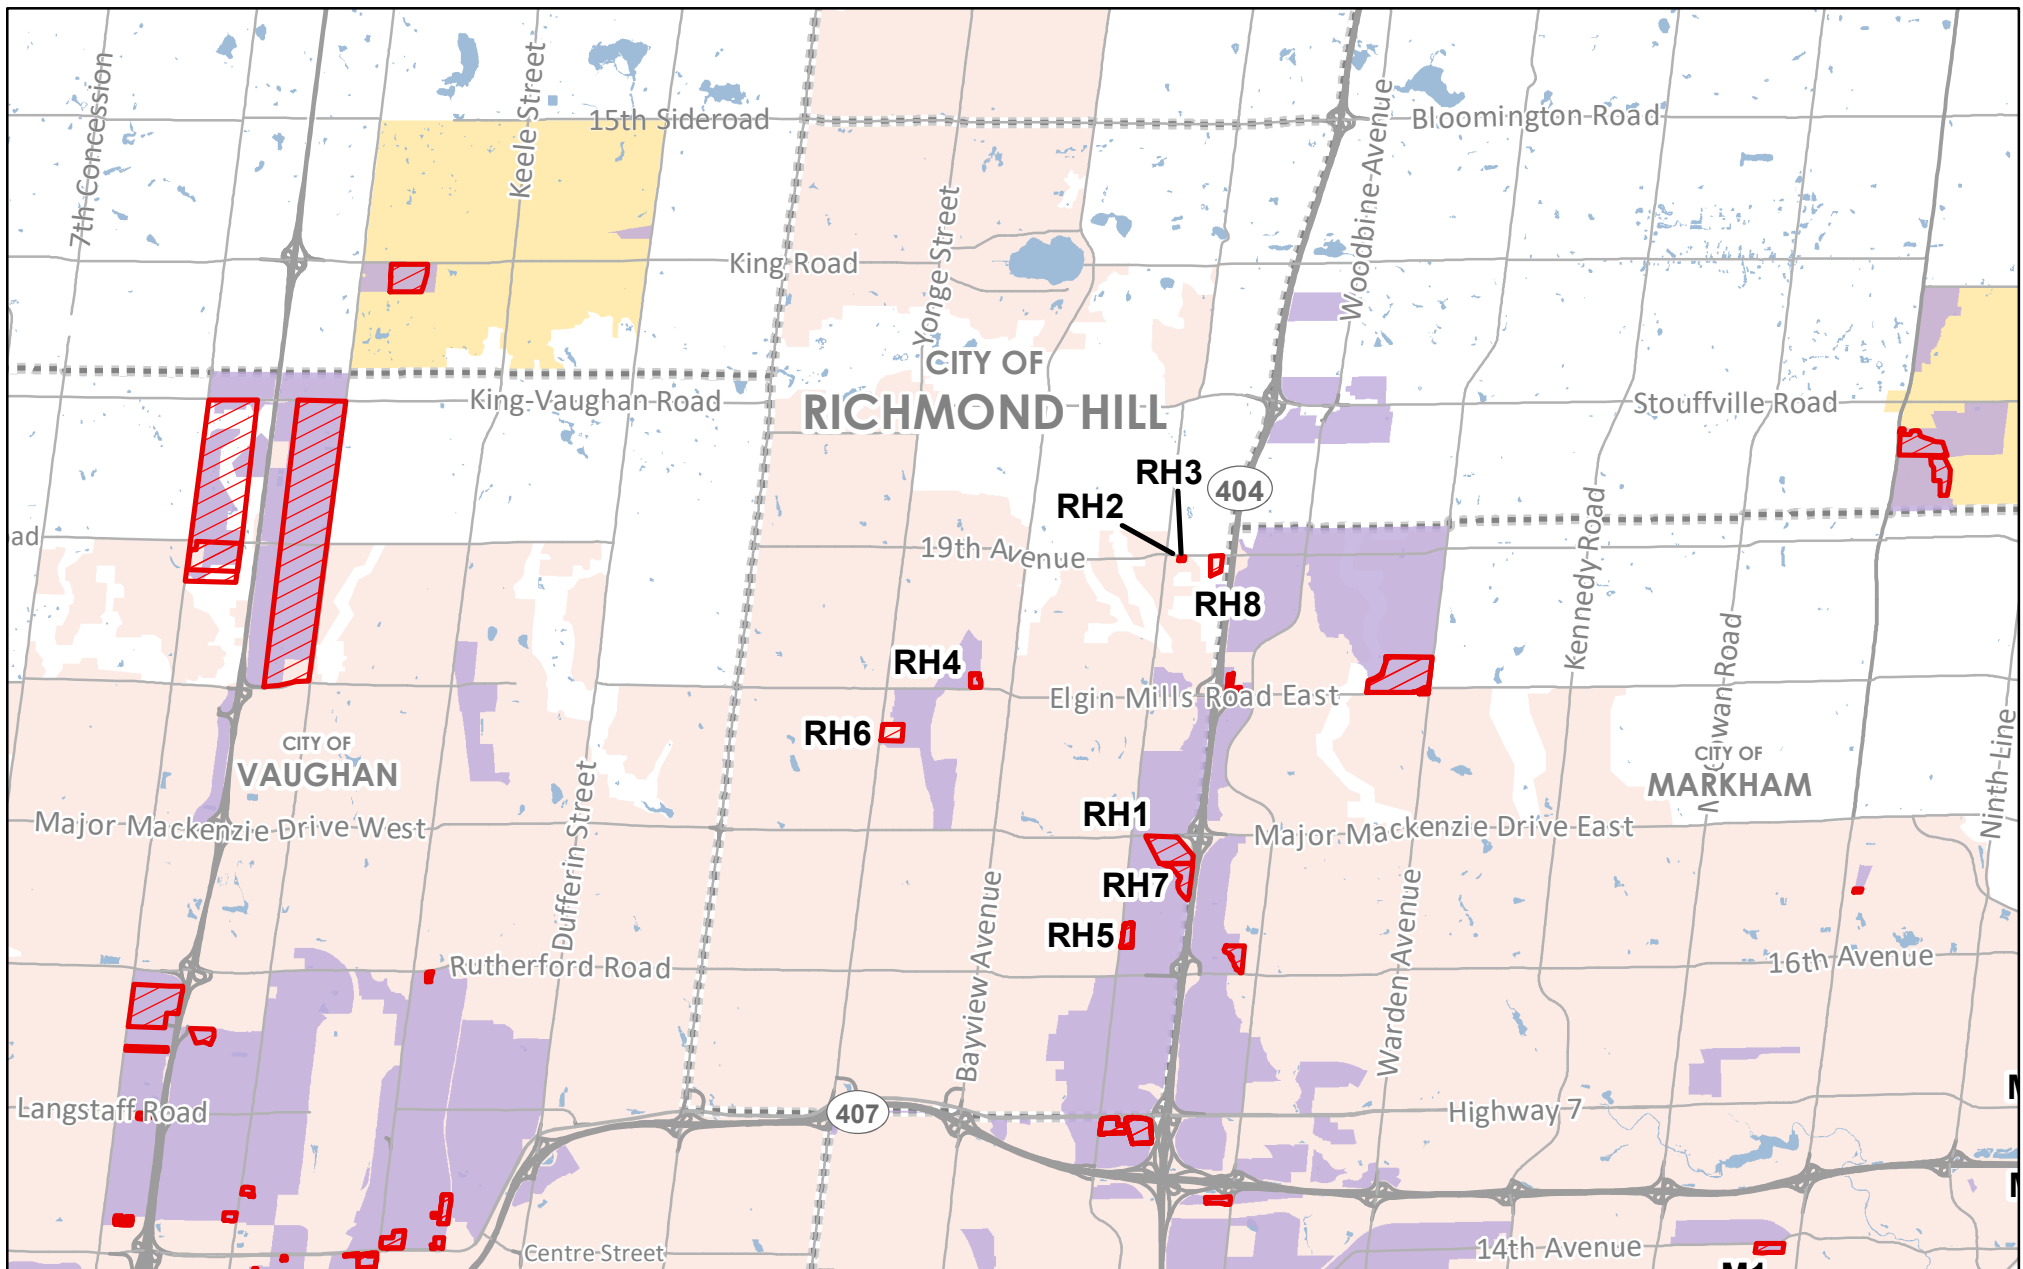 7th Concession
Keele Street
15th Sideroad
Woodbine Avenue
Bloomington Road
Yonge Street
King Road
CITY OF
RICHMOND HILL
King-Vaughan Road
Stouffville Road
RH3
404
RH2
ad
19th Avenue
Kennedy Road
RH8
RH4
Elgin Mills Road East
RH6
CITY OF
VAUGHAN
CITY OF
MARKHAM
Ninth Line
Dufferin Street
RH1
Major Mackenzie Drive West
Major Mackenzie Drive East
RH7
Bayview Avenue
Warden Avenue
RH5
Rutherford Road
16th Avenue
Langstaff Road
407
Highway 7
Centre Street
14th Avenue